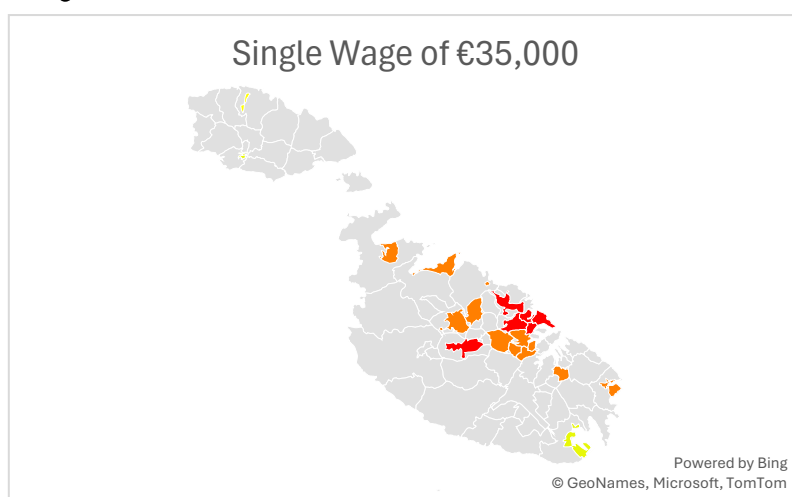 Single Wage of €35,000
Powered by Bing
© GeoNames, Microsoft, TomTom